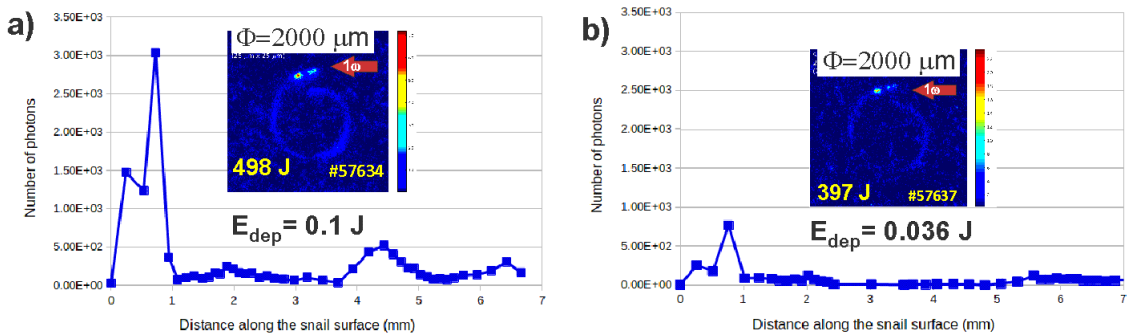 a)
3.50E+03
3.00E+03
2.50E+03
2.00E+03
1.50E+03
1.00E+03
5.00E+02
0.00E+00
Number of photons
Φ=2000 μm
1ω
498 J
#57634
E_dep= 0.1 J
0 1 2 3 4 5 6 7
Distance along the snail surface (mm)
b)
3.50E+03
3.00E+03
2.50E+03
2.00E+03
1.50E+03
1.00E+03
5.00E+02
0.00E+00
Number of photons
Φ=2000 μm
1ω
397 J
#57637
E_dep= 0.036 J
0 1 2 3 4 5 6 7
Distance along the snail surface (mm)